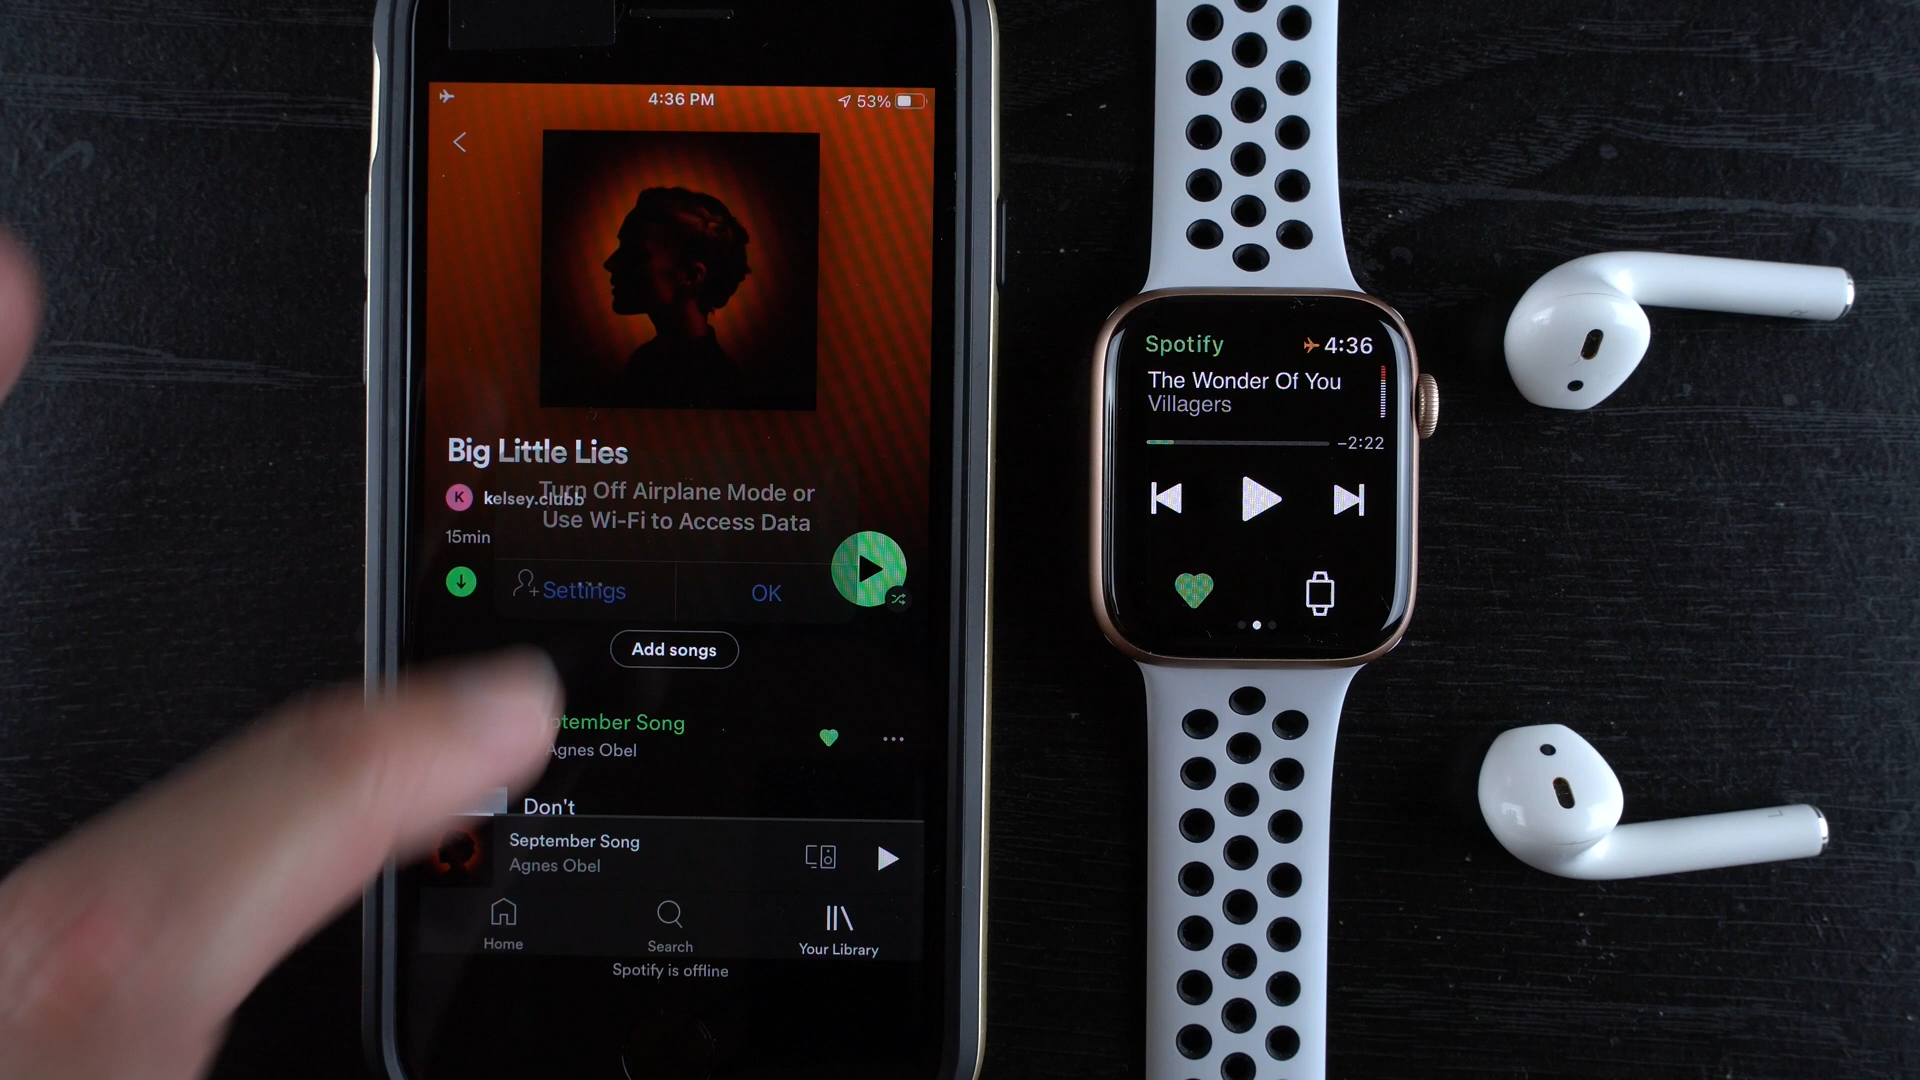 4:36 PM
53%
Big Little Lies
K
kelsey.clubb
Turn Off Airplane Mode or
Use Wi-Fi to Access Data
15min
Settings
OK
Add songs
ptember Song
Agnes Obel
Don't
September Song
Agnes Obel
Home
Search
Your Library
Spotify is offline
Spotify
4:36
The Wonder Of You
Villagers
-2:22
R
L